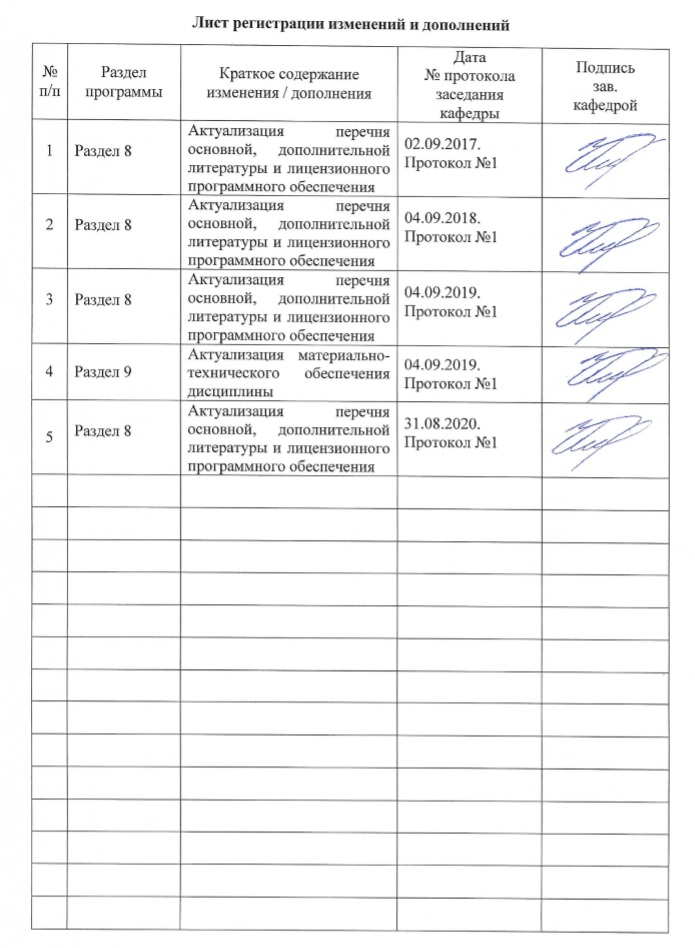 Лист регистрации изменений и дополнений
№
п/п
Раздел
программы
Краткое содержание
изменения / дополнения
Дата
№ протокола
заседания
кафедры
Подпись
зав.
кафедрой
1
Раздел 8
Актуализация перечня
основной, дополнительной
литературы и лицензионного
программного обеспечения
02.09.2017.
Протокол №1
2
Раздел 8
Актуализация перечня
основной, дополнительной
литературы и лицензионного
программного обеспечения
04.09.2018.
Протокол №1
3
Раздел 8
Актуализация перечня
основной, дополнительной
литературы и лицензионного
программного обеспечения
04.09.2019.
Протокол №1
4
Раздел 9
Актуализация материально-
технического обеспечения
дисциплины
04.09.2019.
Протокол №1
5
Раздел 8
Актуализация перечня
основной, дополнительной
литературы и лицензионного
программного обеспечения
31.08.2020.
Протокол №1